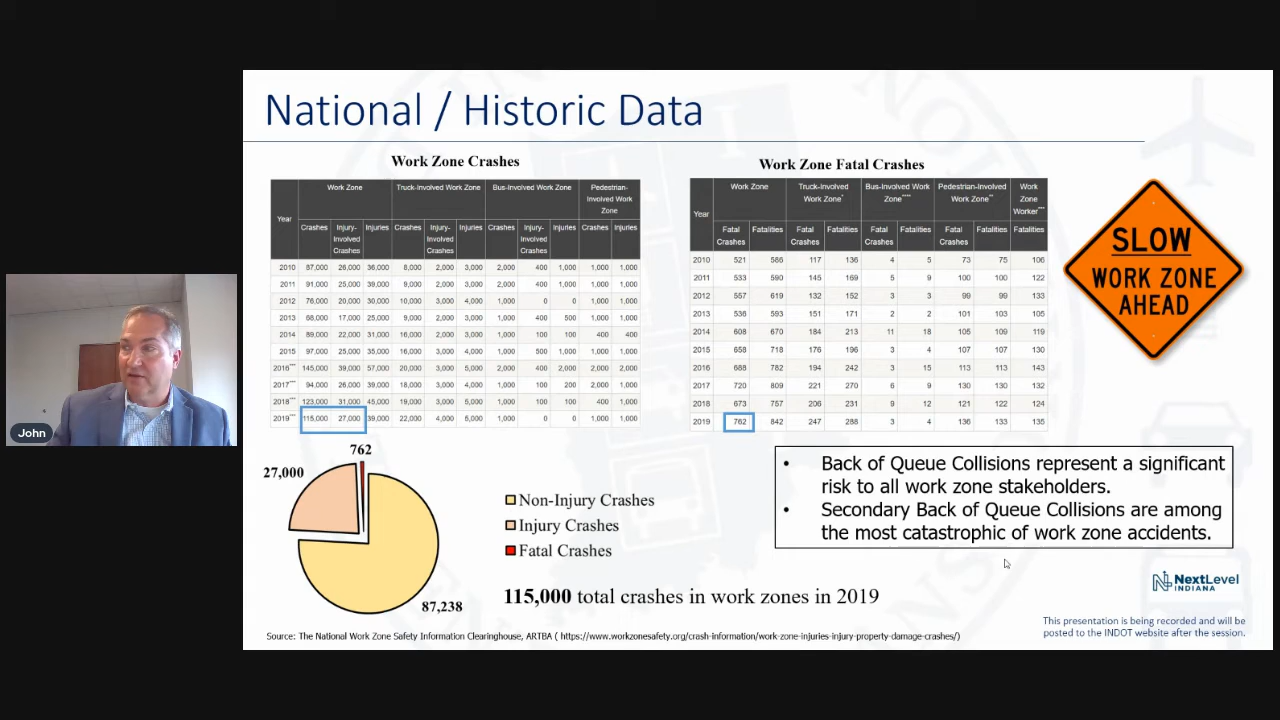 National / Historic Data
Work Zone Crashes
Year Work Zone Truck-Involved Work Zone Bus-Involved Work Zone Pedestrian-Involved Work Zone
Crashes Injury-Involved Crashes Injuries Crashes Injury-Involved Crashes Injuries Crashes Injury-Involved Crashes Injuries Crashes Injuries
2010 87,000 26,000 36,000 8,000 2,000 3,000 2,000 400 1,000 1,000 1,000
2011 91,000 25,000 39,000 9,000 2,000 3,000 2,000 400 1,000 1,000 1,000
2012 76,000 20,000 30,000 10,000 3,000 4,000 1,000 0 0 1,000 1,000
2013 68,000 17,000 25,000 9,000 2,000 3,000 1,000 400 500 1,000 1,000
2014 89,000 22,000 31,000 16,000 2,000 3,000 1,000 100 100 400 400
2015 97,000 25,000 35,000 16,000 3,000 4,000 1,000 500 1,000 1,000 1,000
2016*** 145,000 39,000 57,000 20,000 3,000 5,000 2,000 400 2,000 2,000 2,000
2017*** 94,000 26,000 39,000 18,000 3,000 4,000 1,000 100 200 2,000 1,000
2018*** 123,000 31,000 45,000 19,000 3,000 4,000 1,000 100 100 400 1,000
2019*** 115,000 27,000 39,000 22,000 4,000 5,000 1,000 0 0 1,000 1,000
Work Zone Fatal Crashes
Year Work Zone Truck-Involved Work Zone* Bus-Involved Work Zone**** Pedestrian-Involved Work Zone** Work Zone Worker***
Fatal Crashes Fatalities Fatal Crashes Fatalities Fatal Crashes Fatalities Fatal Crashes Fatalities Fatalities
2010 521 586 117 136 4 5 73 75 106
2011 533 590 145 169 5 9 100 100 122
2012 557 619 132 152 3 3 99 99 133
2013 536 593 151 171 2 2 101 103 105
2014 608 670 184 213 11 18 105 109 119
2015 658 718 176 196 3 4 107 107 130
2016 688 782 194 242 3 15 113 113 143
2017 720 809 221 270 6 9 130 130 132
2018 673 757 206 231 9 12 121 122 124
2019 762 842 247 288 3 4 136 133 135
SLOW
WORK ZONE
AHEAD
John
762
27,000
87,238
Non-Injury Crashes
Injury Crashes
Fatal Crashes
• Back of Queue Collisions represent a significant
risk to all work zone stakeholders.
• Secondary Back of Queue Collisions are among
the most catastrophic of work zone accidents.
115,000 total crashes in work zones in 2019
NextLevel
INDIANA
This presentation is being recorded and will be
posted to the INDOT website after the session.
Source: The National Work Zone Safety Information Clearinghouse, ARTBA ( https://www.workzonesafety.org/crash-information/work-zone-injuries-injury-property-damage-crashes/)